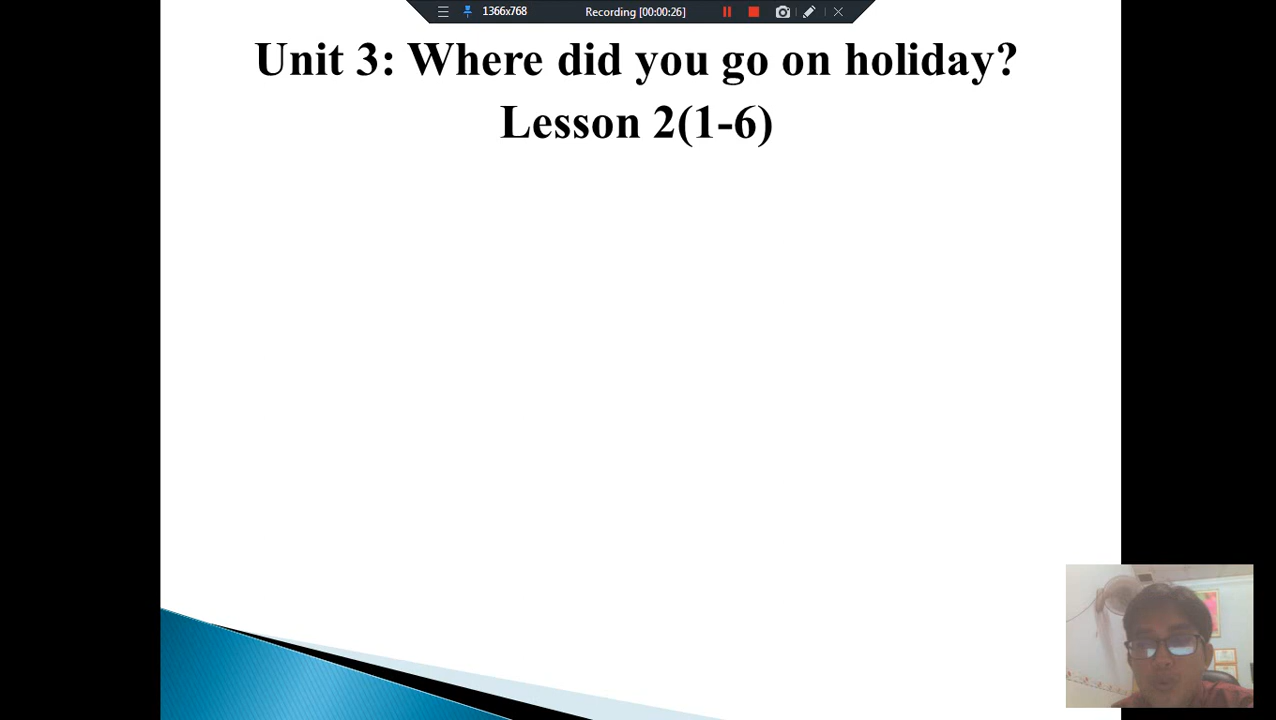 1366x768 Recording [00:00:26]
Unit 3: Where did you go on holiday?
Lesson 2(1-6)